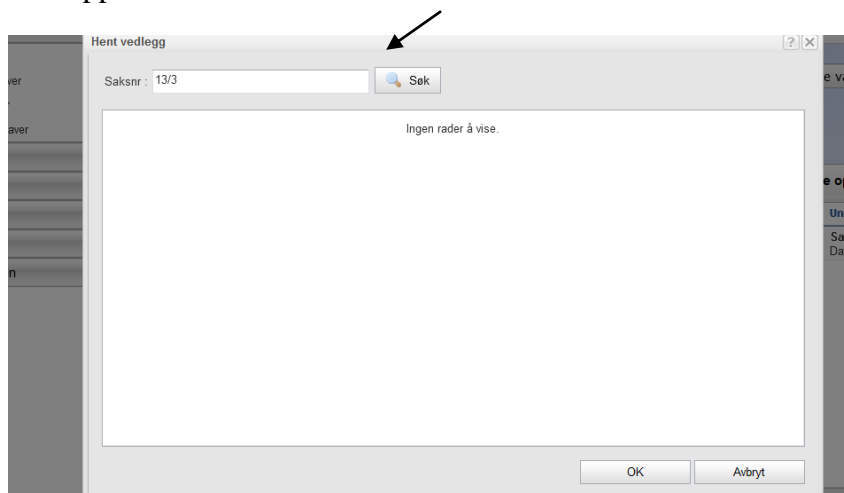 Hent vedlegg
Saksnr : 13/3 Søk
Ingen rader å vise.
OK Avbryt